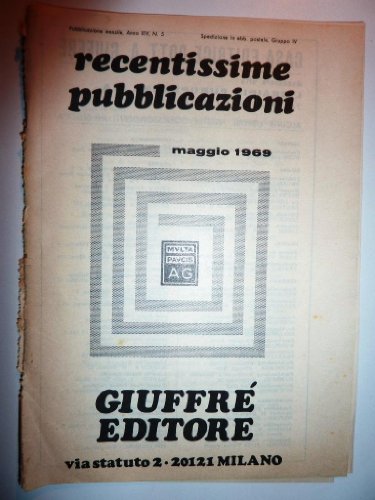 Pubblicazione mensile, Anno XIV, N. 5 Spedizione in abb. postale, Gruppo IV
recentissime
pubblicazioni
maggio 1969
MVLTA
PAVCIS
AG
GIUFFRÉ
EDITORE
via statuto 2 · 20121 MILANO